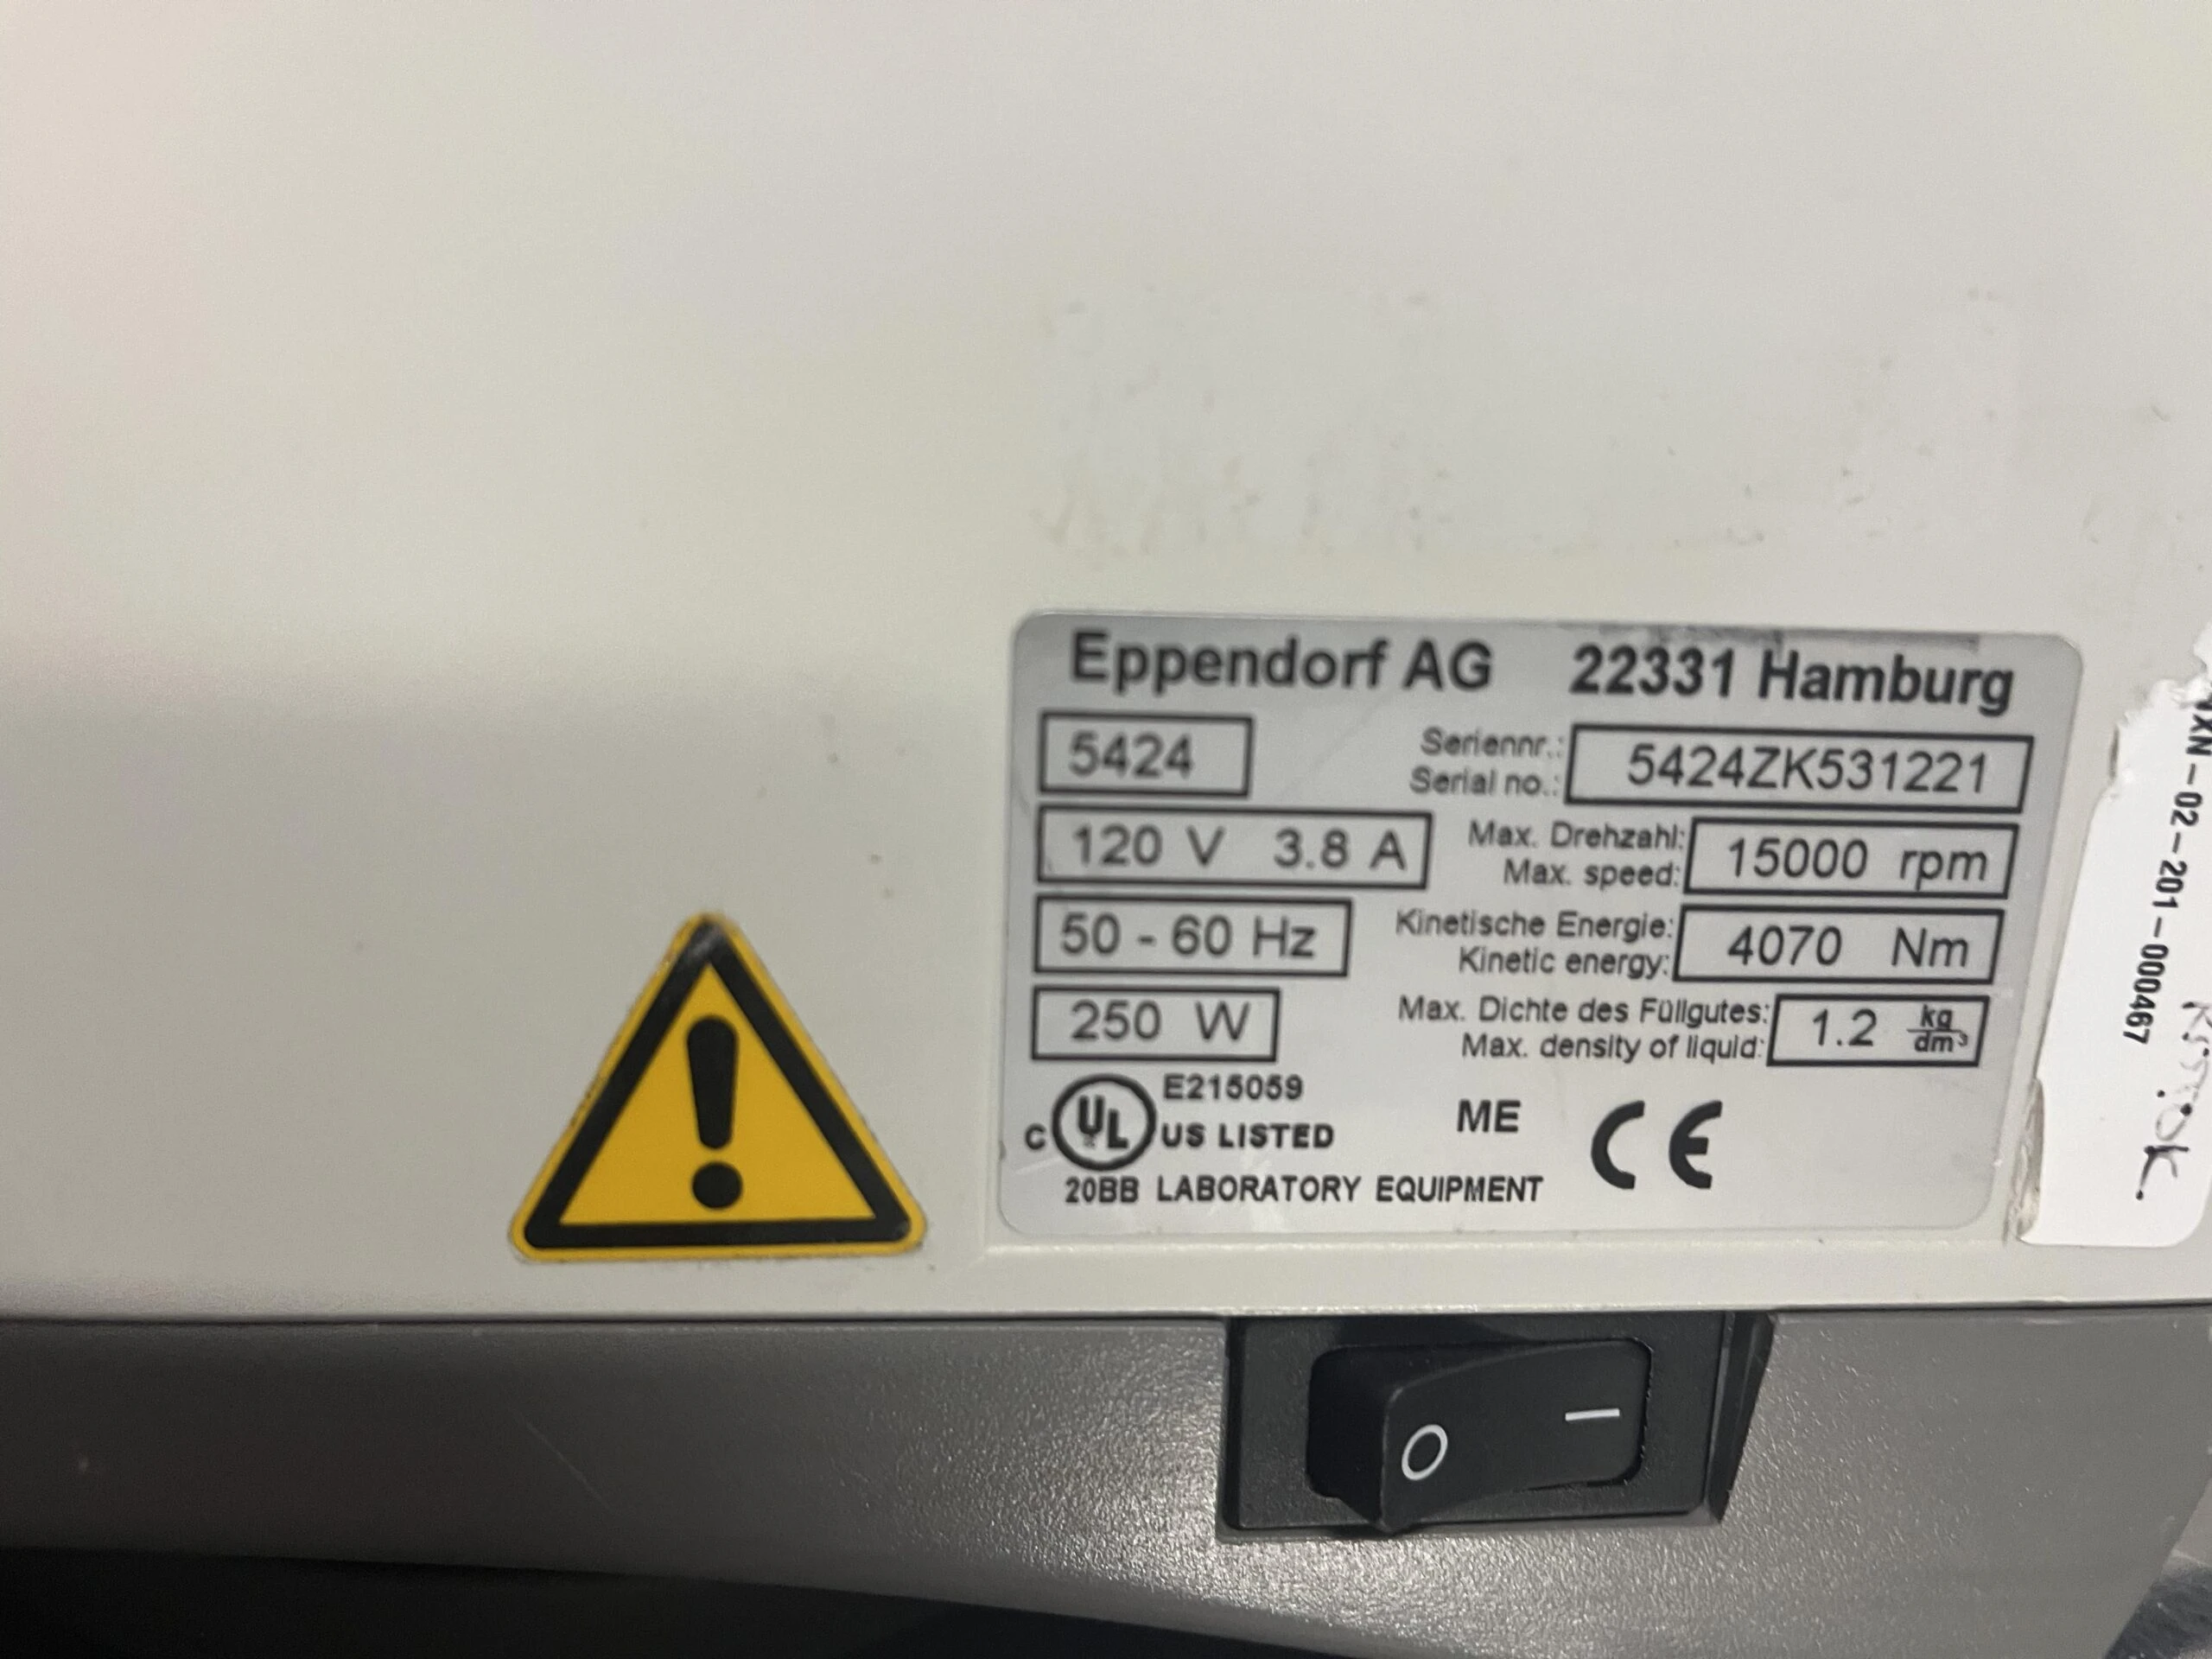 Eppendorf AG 22331 Hamburg
5424
Seriennr.:
Serial no.:
5424ZK531221
120 V 3.8 A
Max. Drehzahl:
Max. speed:
15000 rpm
50 - 60 Hz
Kinetische Energie:
Kinetic energy:
4070 Nm
250 W
Max. Dichte des Füllgutes:
Max. density of liquid:
1.2 kg/dm³
c UL US LISTED
E215059
ME CE
20BB LABORATORY EQUIPMENT
XN-02-201-000467
O I